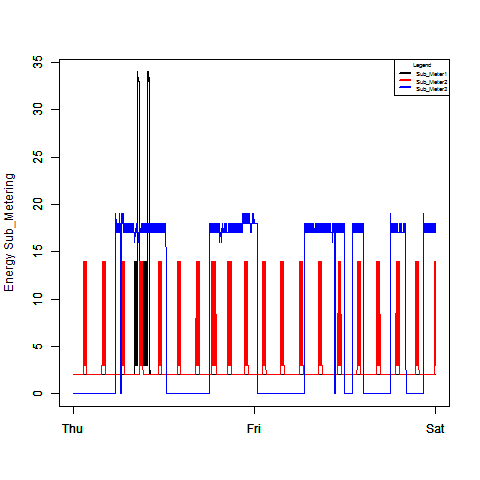 35
30
25
20
15
10
5
0
Energy Sub_Metering
Legend
Sub_Meter1
Sub_Meter2
Sub_Meter3
Thu Fri Sat